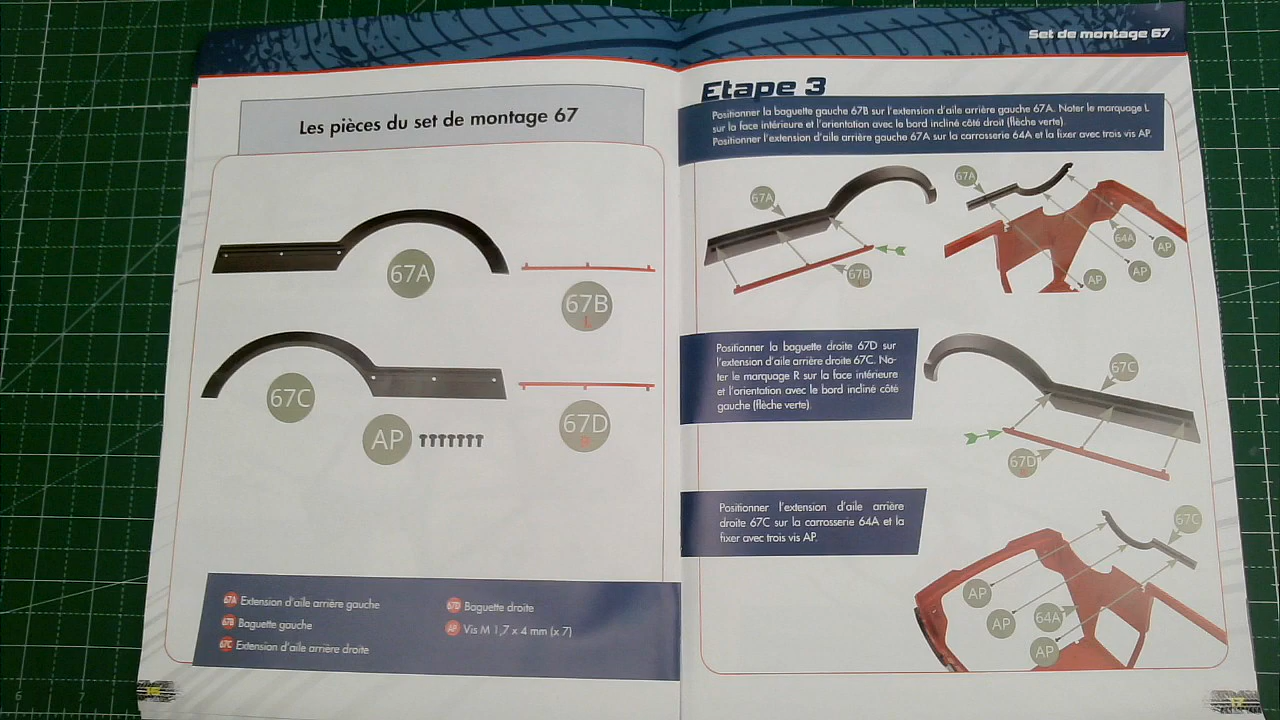 Les pièces du set de montage 67
67A
67B
L
67C
67D
R
AP
67A Extension d'aile arrière gauche
67B Baguette gauche
67C Extension d'aile arrière droite
67D Baguette droite
AP Vis M 1,7 x 4 mm (x 7)
Set de montage 67
Etape 3
Positionner la baguette gauche 67B sur l'extension d'aile arrière gauche 67A. Noter le marquage L
sur la face intérieure et l'orientation avec le bord incliné côté droit (flèche verte).
Positionner l'extension d'aile arrière gauche 67A sur la carrosserie 64A et la fixer avec trois vis AP.
67A
67B
67A
64A
AP
AP
AP
Positionner la baguette droite 67D sur
l'extension d'aile arrière droite 67C. No-
ter le marquage R sur la face intérieure
et l'orientation avec le bord incliné côté
gauche (flèche verte).
67C
67D
Positionner l'extension d'aile arrière
droite 67C sur la carrosserie 64A et la
fixer avec trois vis AP.
67C
AP
AP
64A
AP
6
7